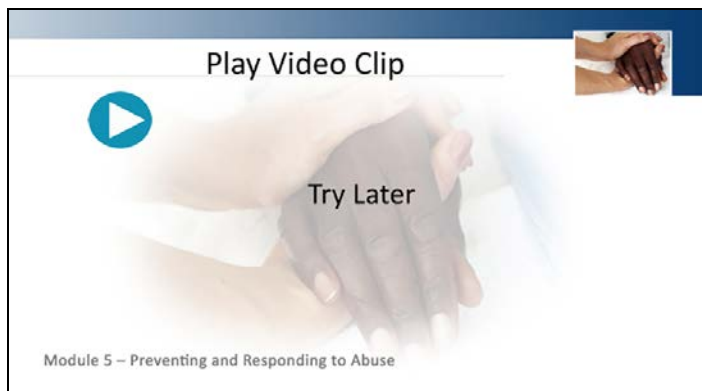 Play Video Clip
Try Later
Module 5 – Preventing and Responding to Abuse